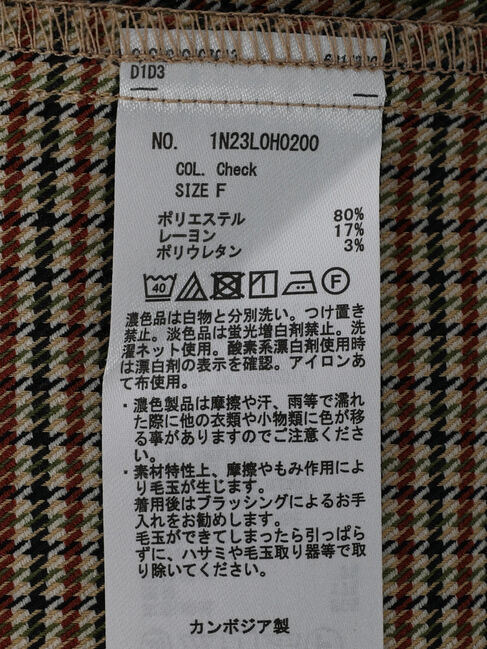 D1D3
NO. 1N23L0H0200
COL. Check
SIZE F
ポリエステル 80%
レーヨン 17%
ポリウレタン 3%
40 F
濃色品は白物と分別洗い。つけ置き
禁止。淡色品は蛍光増白剤禁止。洗
濯ネット使用。酸素系漂白剤使用時
は漂白剤の表示を確認。アイロンあ
て布使用。
・濃色製品は摩擦や汗、雨等で濡れ
た際に他の衣類や小物類に色が移
る事がありますのでご注意くださ
い。
・素材特性上、摩擦やもみ作用によ
り毛玉が生じます。
着用後はブラッシングによるお手
入れをお勧めします。
毛玉ができてしまったら引っぱら
ずに、ハサミや毛玉取り器等で取
り除いてください。
カンボジア製